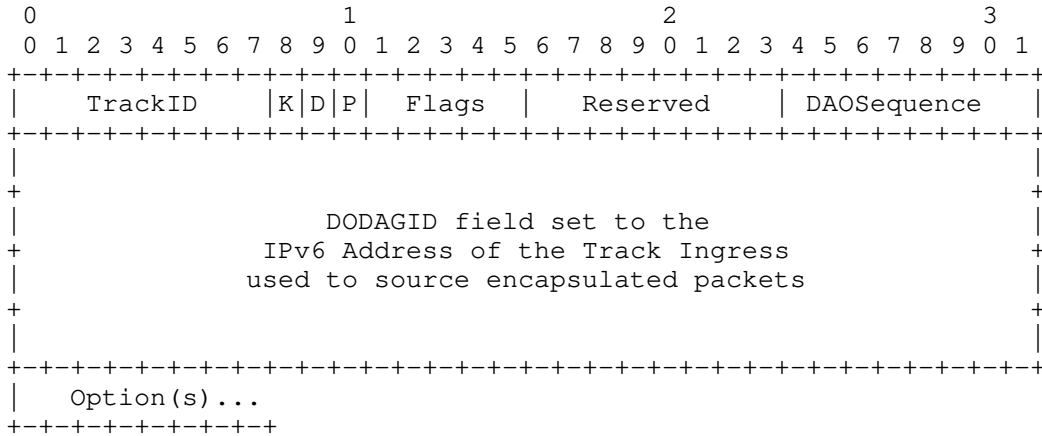 0                   1                   2                   3
 0 1 2 3 4 5 6 7 8 9 0 1 2 3 4 5 6 7 8 9 0 1 2 3 4 5 6 7 8 9 0 1
+-+-+-+-+-+-+-+-+-+-+-+-+-+-+-+-+-+-+-+-+-+-+-+-+-+-+-+-+-+-+-+-+
|    TrackID    |K|D|P|  Flags  |   Reserved    | DAOSequence   |
+-+-+-+-+-+-+-+-+-+-+-+-+-+-+-+-+-+-+-+-+-+-+-+-+-+-+-+-+-+-+-+-+
|                                                               |
+                                                               +
|                   DODAGID field set to the                    |
+               IPv6 Address of the Track Ingress               +
|              used to source encapsulated packets              |
+                                                               +
|                                                               |
+-+-+-+-+-+-+-+-+-+-+-+-+-+-+-+-+-+-+-+-+-+-+-+-+-+-+-+-+-+-+-+-+
|   Option(s)...
+-+-+-+-+-+-+-+-+